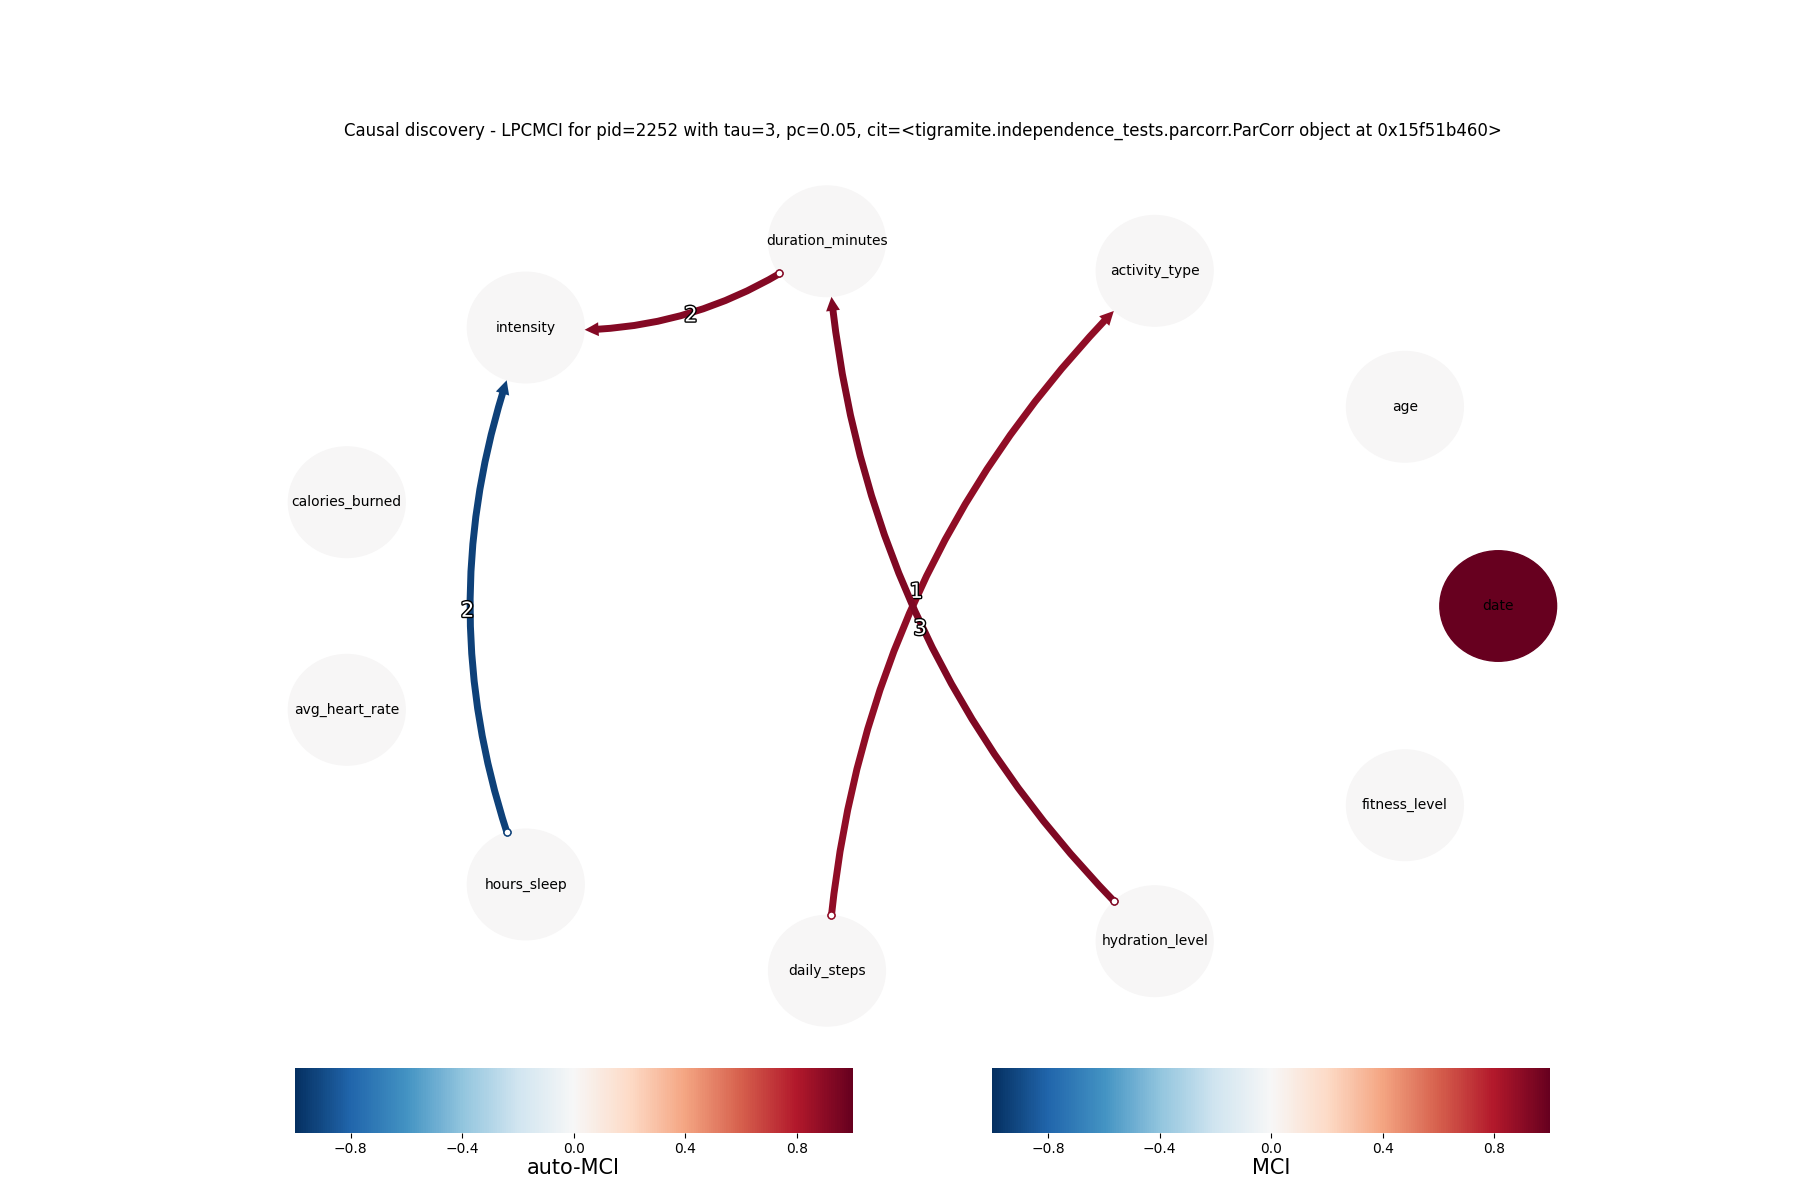 Causal discovery - LPCMCI for pid=2252 with tau=3, pc=0.05, cit=<tigramite.independence_tests.parcorr.ParCorr object at 0x15f51b460>
duration_minutes
activity_type
2
intensity
age
calories_burned
1
date
2
3
avg_heart_rate
fitness_level
hours_sleep
hydration_level
daily_steps
−0.8 −0.4 0.0 0.4 0.8
auto-MCI
−0.8 −0.4 0.0 0.4 0.8
MCI